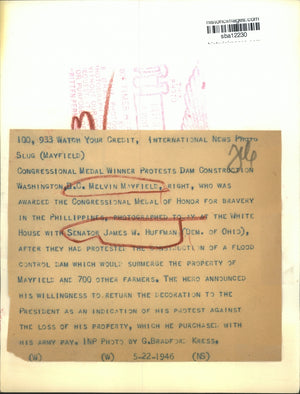 historicimages.com
sba12230
100, 933 Watch Your Credit, International News Photo
Slug (Mayfield)
Congressional Medal Winner Protests Dam Construction
Washington D.C. Melvin Mayfield, right, who was
awarded the Congressional Medal of Honor for bravery
in the Phillipines, photographed today at the White
House with Senator James W. Huffman (Dem. of Ohio),
after they had protested the construction of a flood
control dam which would submerge the property of
Mayfield and 700 other farmers. The hero announced
his willingness to return the decoration to the
President as an indication of his protest against
the loss of his property, which he purchased with
his army pay. INP Photo by G.Bradford Kress.
(W) (W) 5-22-1946 (NS)